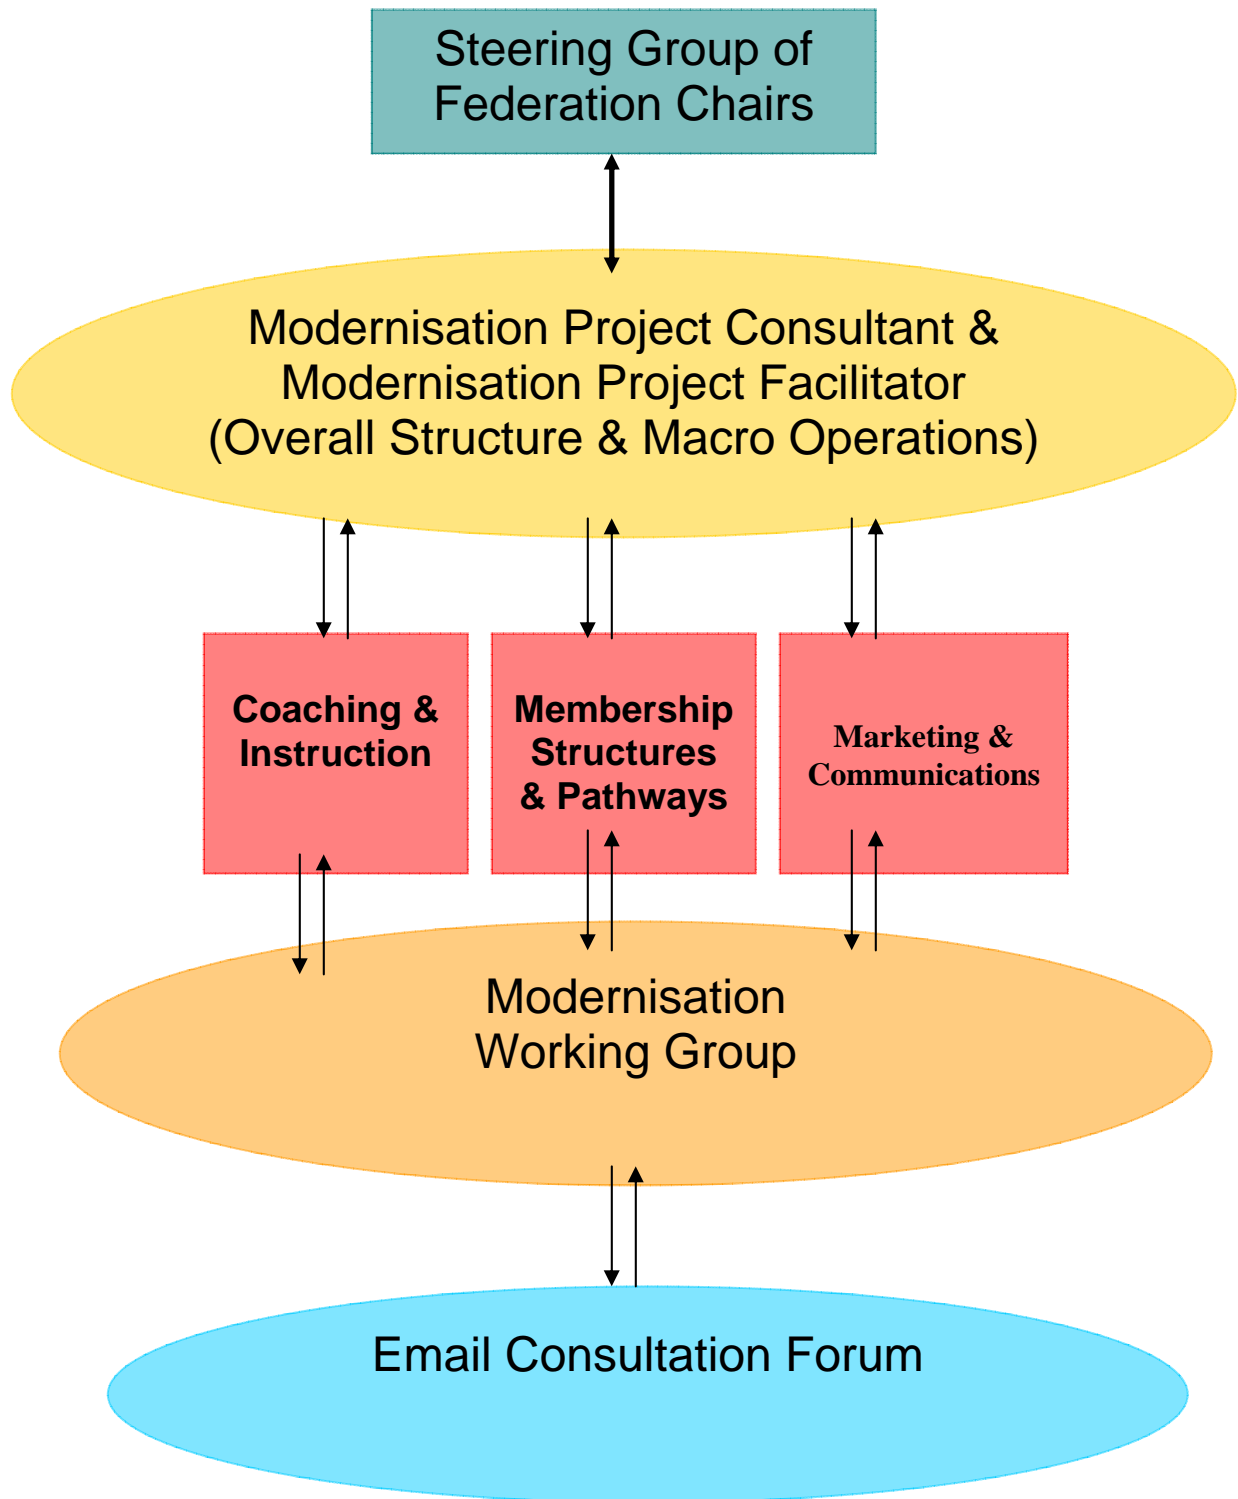 Steering Group of
Federation Chairs
Modernisation Project Consultant &
Modernisation Project Facilitator
(Overall Structure & Macro Operations)
Coaching &
Instruction
Membership
Structures
& Pathways
Marketing &
Communications
Modernisation
Working Group
Email Consultation Forum